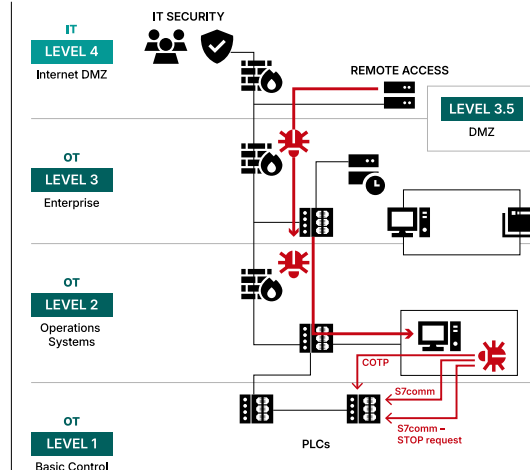 IT
LEVEL 4
Internet DMZ
IT SECURITY
REMOTE ACCESS
LEVEL 3.5
DMZ
OT
LEVEL 3
Enterprise
OT
LEVEL 2
Operations
Systems
COTP
S7comm
S7comm –
STOP request
OT
LEVEL 1
Basic Control
PLCs